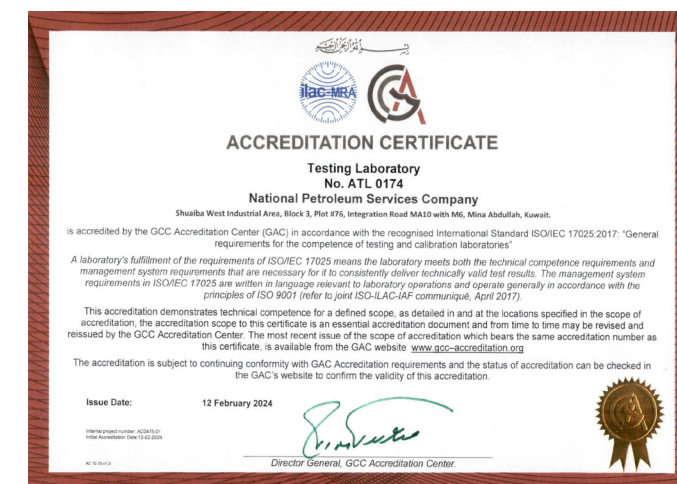 بسم الله الرحمن الرحيم
ilac-MRA
ACCREDITATION CERTIFICATE
Testing Laboratory
No. ATL 0174
National Petroleum Services Company
Shuaiba West Industrial Area, Block 3, Plot #76, Integration Road MA10 with M6, Mina Abdullah, Kuwait.
is accredited by the GCC Accreditation Center (GAC) in accordance with the recognised International Standard ISO/IEC 17025:2017: “General
requirements for the competence of testing and calibration laboratories”
A laboratory's fulfillment of the requirements of ISO/IEC 17025 means the laboratory meets both the technical competence requirements and
management system requirements that are necessary for it to consistently deliver technically valid test results. The management system
requirements in ISO/IEC 17025 are written in language relevant to laboratory operations and operate generally in accordance with the
principles of ISO 9001 (refer to joint ISO-ILAC-IAF communiqué, April 2017).
This accreditation demonstrates technical competence for a defined scope, as detailed in and at the locations specified in the scope of
accreditation, the accreditation scope to this certificate is an essential accreditation document and from time to time may be revised and
reissued by the GCC Accreditation Center. The most recent issue of the scope of accreditation which bears the same accreditation number as
this certificate, is available from the GAC website www.gcc–accreditation.org
The accreditation is subject to continuing conformity with GAC Accreditation requirements and the status of accreditation can be checked in
the GAC's website to confirm the validity of this accreditation.
Issue Date: 12 February 2024
Internal project number: AC0475-01
Initial Accreditation Date:12-02-2024
Director General, GCC Accreditation Center.